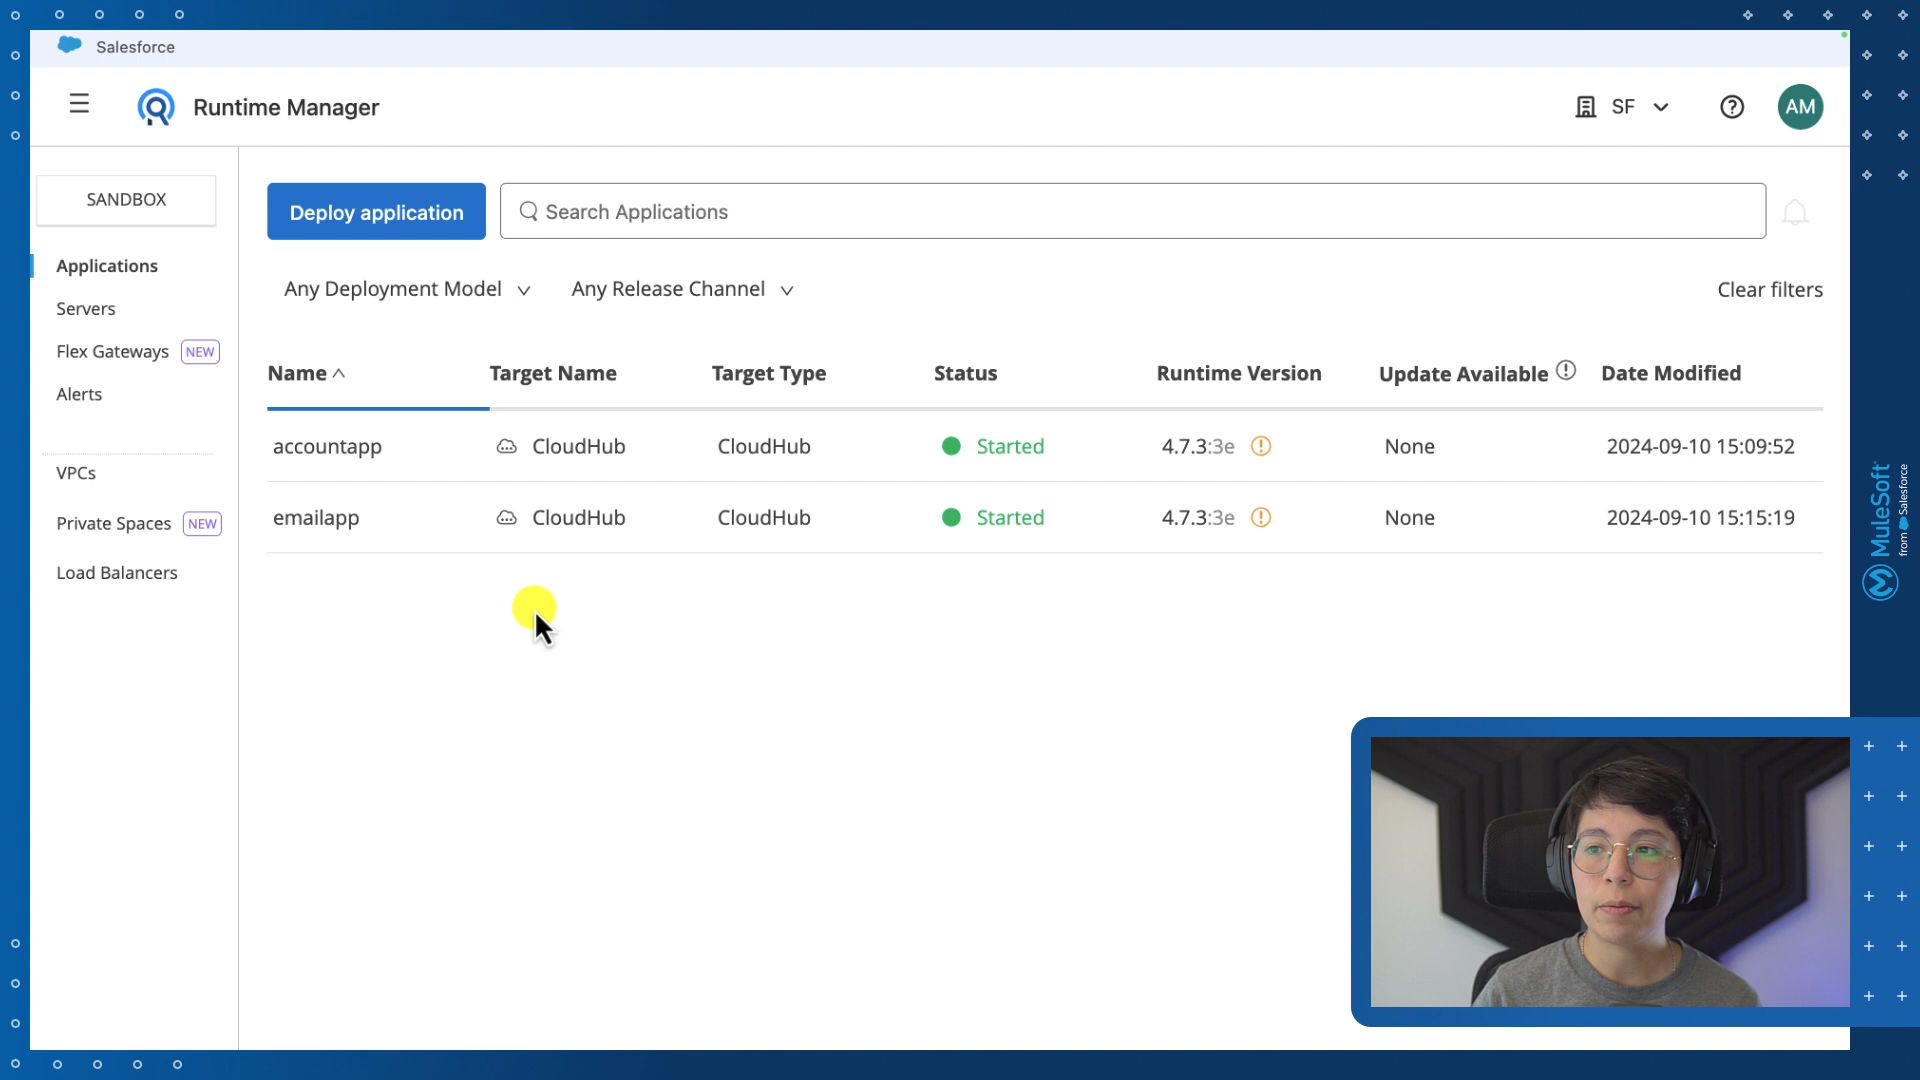 Salesforce
Runtime Manager
SF
AM
SANDBOX
Applications
Servers
Flex Gateways NEW
Alerts
VPCs
Private Spaces NEW
Load Balancers
Deploy application
Search Applications
Any Deployment Model
Any Release Channel
Clear filters
Name Target Name Target Type Status Runtime Version Update Available Date Modified
accountapp CloudHub CloudHub Started 4.7.3:3e None 2024-09-10 15:09:52
emailapp CloudHub CloudHub Started 4.7.3:3e None 2024-09-10 15:15:19
MuleSoft
from Salesforce